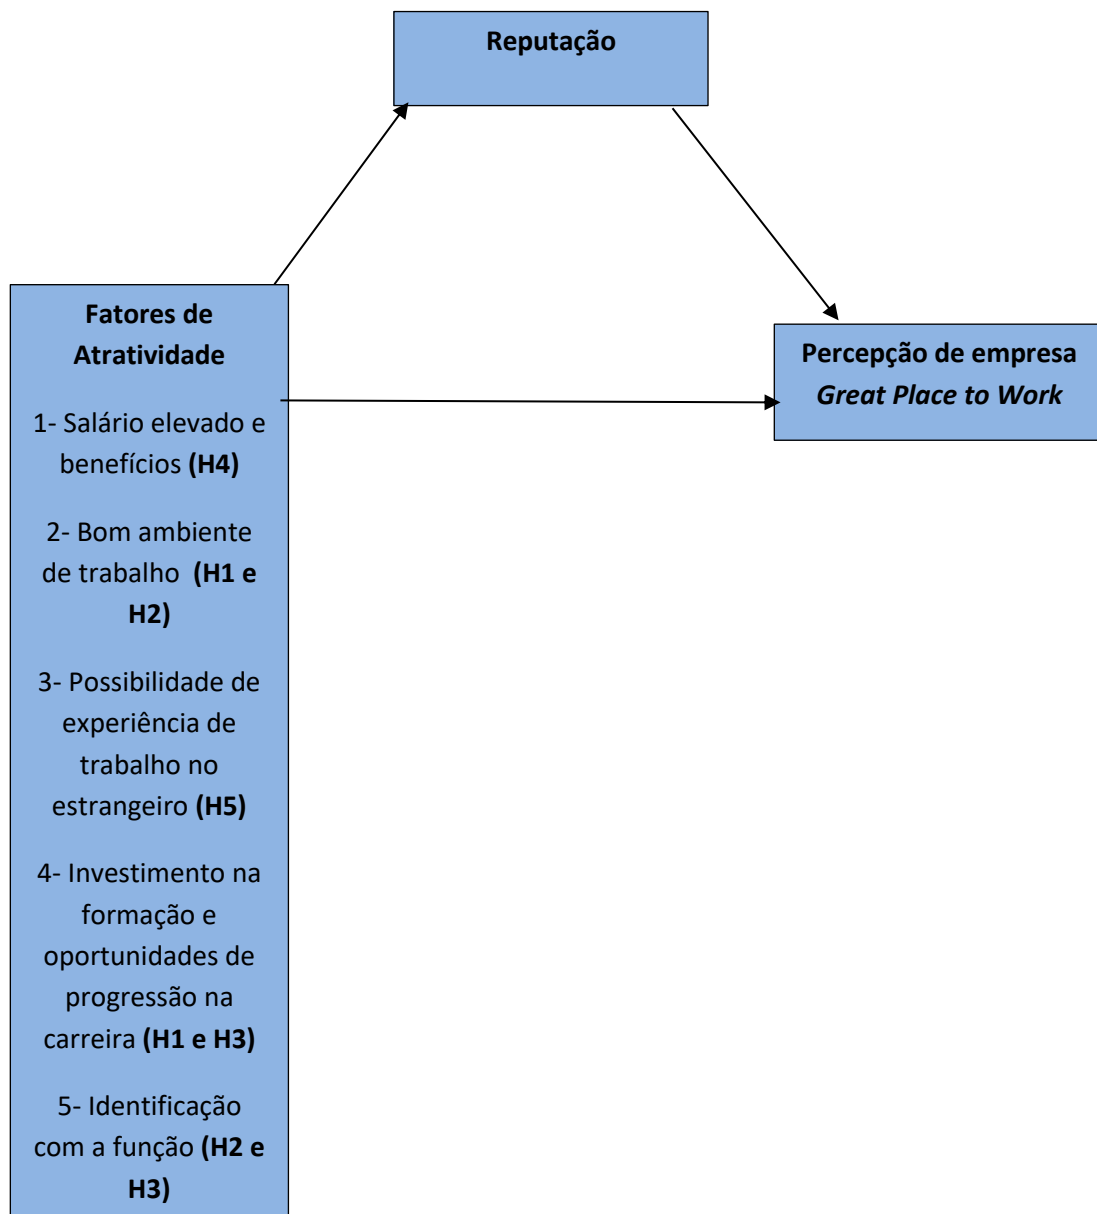 Reputação
Fatores de
Atratividade
1- Salário elevado e
benefícios (H4)
2- Bom ambiente
de trabalho (H1 e
H2)
3- Possibilidade de
experiência de
trabalho no
estrangeiro (H5)
4- Investimento na
formação e
oportunidades de
progressão na
carreira (H1 e H3)
5- Identificação
com a função (H2 e
H3)
Percepção de empresa
Great Place to Work